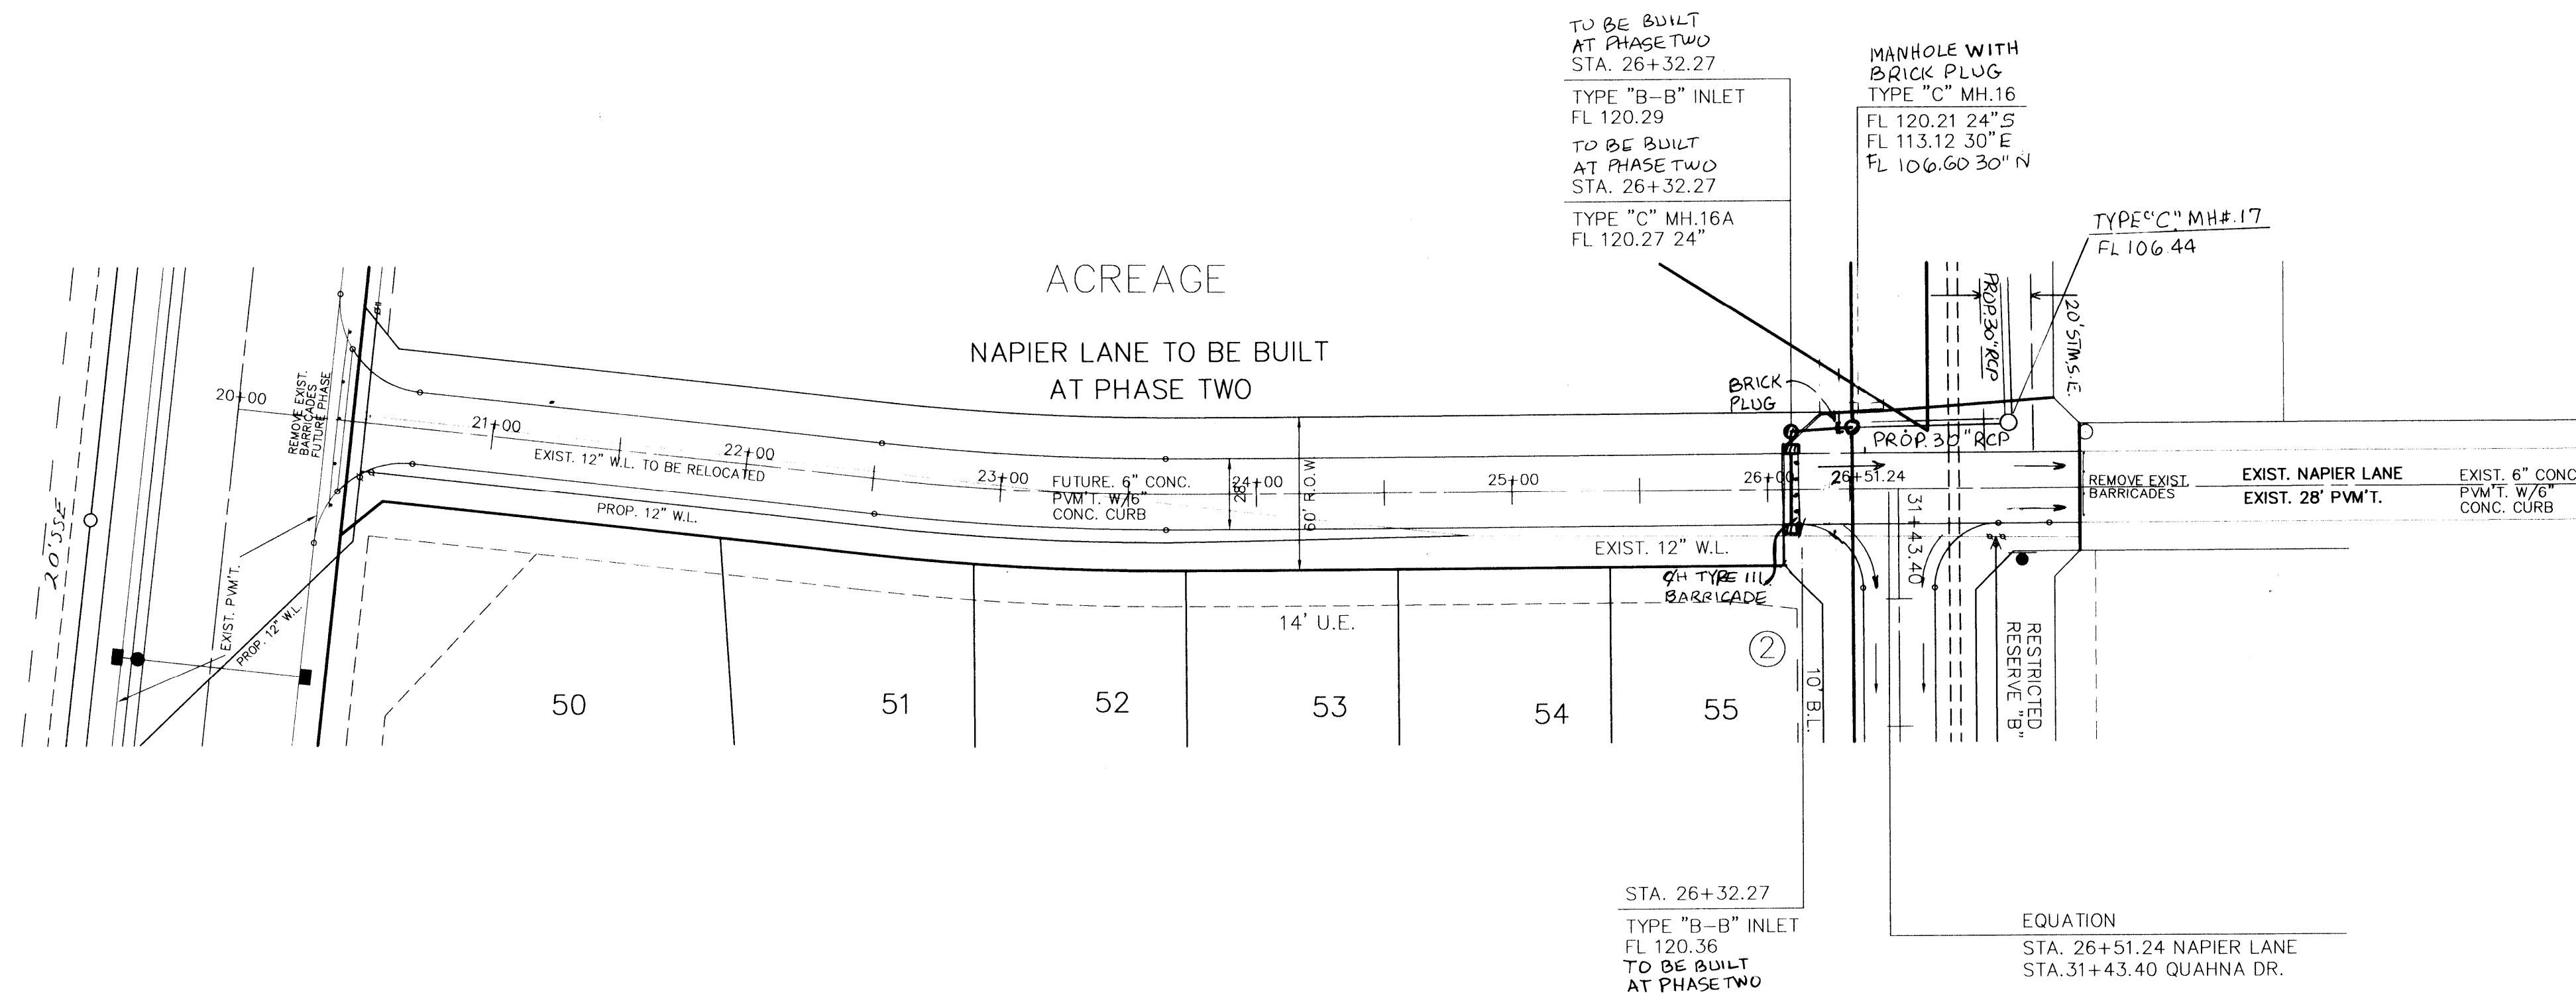 TO BE BUILT
AT PHASE TWO
STA. 26+32.27
TYPE "B-B" INLET
FL 120.29
TO BE BUILT
AT PHASE TWO
STA. 26+32.27
TYPE "C" MH.16A
FL 120.27 24"
MANHOLE WITH
BRICK PLUG
TYPE "C" MH.16
FL 120.21 24" S
FL 113.12 30" E
FL 106.60 30" N
TYPE "C" MH#.17
FL 106.44
ACREAGE
NAPIER LANE TO BE BUILT
AT PHASE TWO
PROP. 30" RCP
20' STM.S.E.
BRICK
PLUG
PROP. 30" RCP
REMOVE EXIST.
BARRICADES
FUTURE PHASE
20+00
21+00
22+00
23+00
24+00
25+00
26+00
26+51.24
31+43.40
EXIST. 12" W.L. TO BE RELOCATED
PROP. 12" W.L.
FUTURE. 6" CONC.
PVM'T. W/6"
CONC. CURB
28'
60' R.O.W.
EXIST. 12" W.L.
REMOVE EXIST.
BARRICADES
EXIST. NAPIER LANE
EXIST. 28' PVM'T.
EXIST. 6" CONC
PVM'T. W/6"
CONC. CURB
20' SSE
EXIST. PVM'T.
PROP. 12" W.L.
C/H TYPE III.
BARRICADE
14' U.E.
2
10' B.L.
RESTRICTED
RESERVE "B"
50
51
52
53
54
55
STA. 26+32.27
TYPE "B-B" INLET
FL 120.36
TO BE BUILT
AT PHASE TWO
EQUATION
STA. 26+51.24 NAPIER LANE
STA.31+43.40 QUAHNA DR.